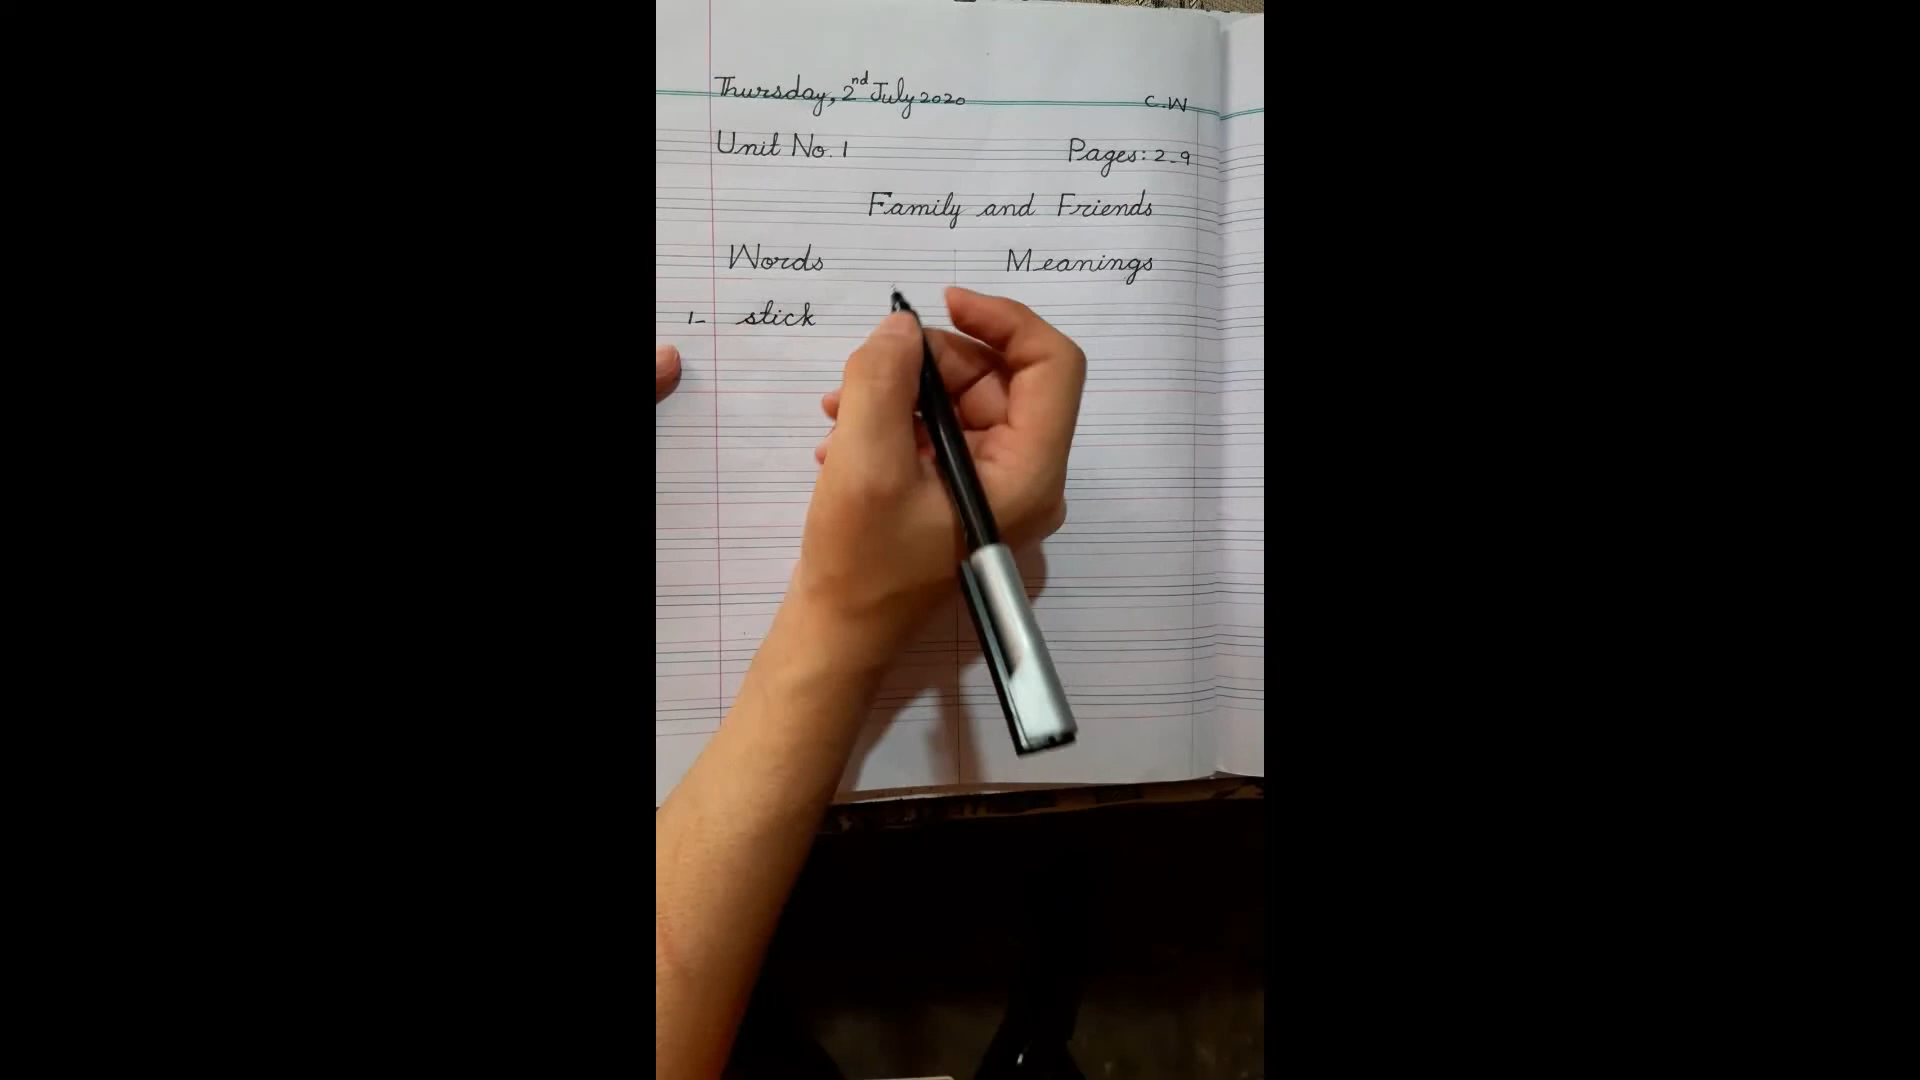 Thursday, 2nd July 2020 C.W
Unit No. 1 Pages: 2-9
Family and Friends
Words Meanings
1- stick